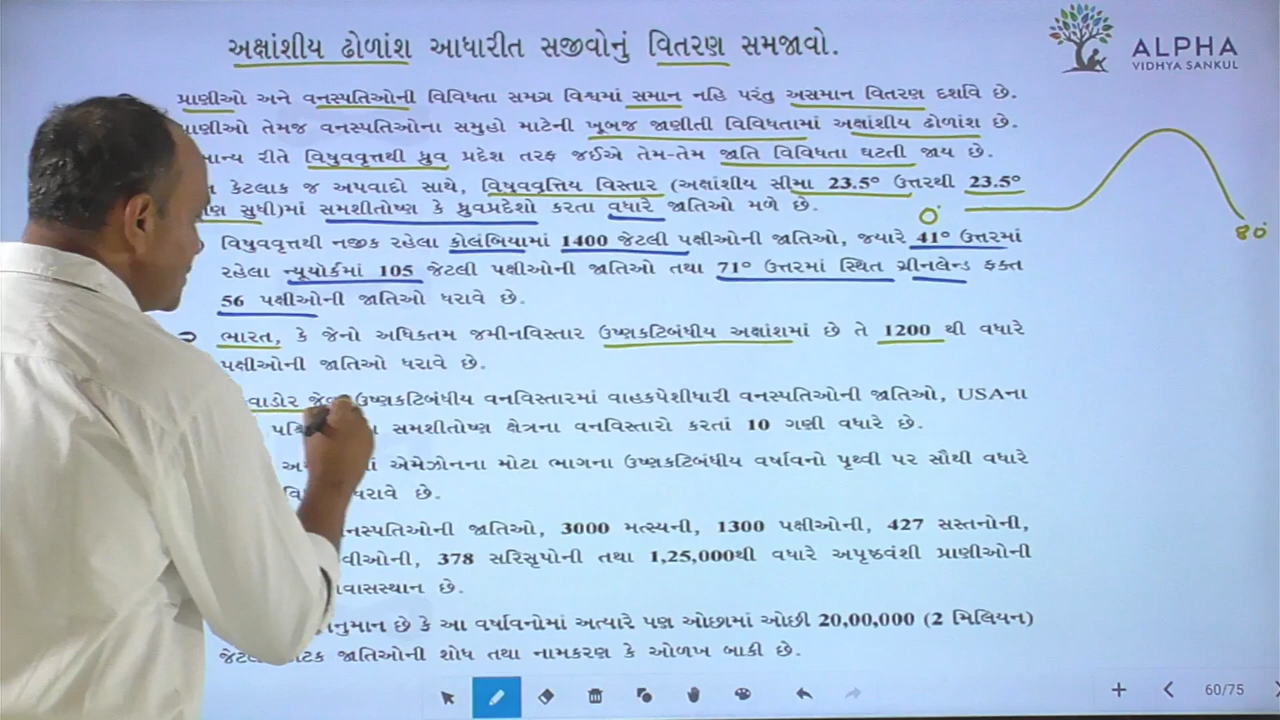 અક્ષાંશીય ઢોળાંશ આધારીત સજીવોનું વિતરણ સમજાવો.
ALPHA
VIDHYA SANKUL
પ્રાણીઓ અને વનસ્પતિઓની વિવિધતા સમગ્ર વિશ્વમાં સમાન નહિ પરંતુ અસમાન વિતરણ દર્શાવે છે.
તેમજ વનસ્પતિઓના સમુહો માટેની ખૂબજ જાણીતી વિવિધતામાં અક્ષાંશીય ઢોળાંશ છે.
રીતે વિષુવવૃત્તથી ધ્રુવ પ્રદેશ તરફ જઈએ તેમ-તેમ જાતિ વિવિધતા ઘટતી જાય છે.
કેટલાક જ અપવાદો સાથે, વિષુવવૃત્તિય વિસ્તાર (અક્ષાંશીય સીમા 23.5° ઉત્તરથી 23.5°
સુધી)માં સમશીતોષ્ણ કે ધ્રુવપ્રદેશો કરતા વધારે જાતિઓ મળે છે.
0°
80°
વિષુવવૃત્તથી નજીક રહેલા કોલંબિયામાં 1400 જેટલી પક્ષીઓની જાતિઓ, જ્યારે 41° ઉત્તરમાં
રહેલા ન્યૂયોર્કમાં 105 જેટલી પક્ષીઓની જાતિઓ તથા 71° ઉત્તરમાં સ્થિત ગ્રીનલેન્ડ ફક્ત
56 પક્ષીઓની જાતિઓ ધરાવે છે.
ભારત, કે જેનો અધિકતમ જમીનવિસ્તાર ઉષ્ણકટિબંધીય અક્ષાંશમાં છે તે 1200 થી વધારે
પક્ષીઓની જાતિઓ ધરાવે છે.
ઉષ્ણકટિબંધીય વનવિસ્તારમાં વાહકપેશીધારી વનસ્પતિઓની જાતિઓ, USAના
સમશીતોષ્ણ ક્ષેત્રના વનવિસ્તારો કરતાં 10 ગણી વધારે છે.
એમેઝોનના મોટા ભાગના ઉષ્ણકટિબંધીય વર્ષાવનો પૃથ્વી પર સૌથી વધારે
ધરાવે છે.
જાતિઓ, 3000 મત્સ્યની, 1300 પક્ષીઓની, 427 સસ્તનોની,
378 સરિસૃપોની તથા 1,25,000થી વધારે અપૃષ્ઠવંશી પ્રાણીઓની
છે.
છે કે આ વર્ષાવનોમાં અત્યારે પણ ઓછામાં ઓછી 20,00,000 (2 મિલિયન)
જાતિઓની શોધ તથા નામકરણ કે ઓળખ બાકી છે.
60/75